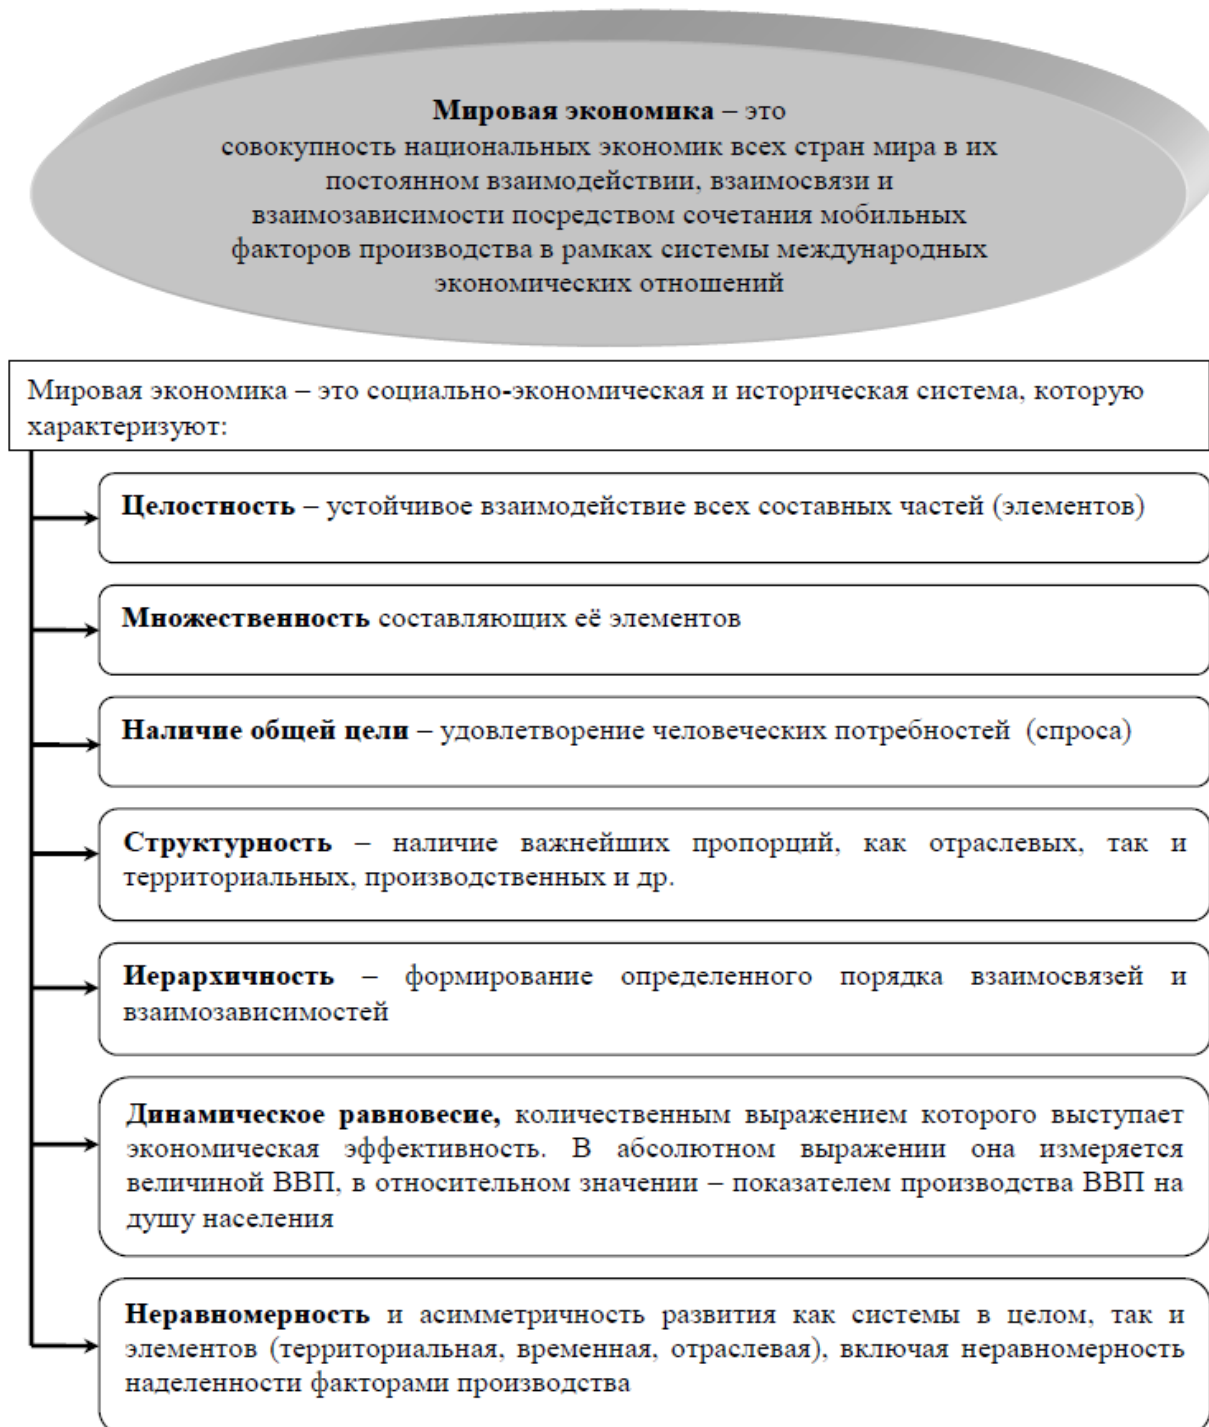 Мировая экономика – это
совокупность национальных экономик всех стран мира в их
постоянном взаимодействии, взаимосвязи и
взаимозависимости посредством сочетания мобильных
факторов производства в рамках системы международных
экономических отношений
Мировая экономика – это социально-экономическая и историческая система, которую
характеризуют:
Целостность – устойчивое взаимодействие всех составных частей (элементов)
Множественность составляющих её элементов
Наличие общей цели – удовлетворение человеческих потребностей (спроса)
Структурность – наличие важнейших пропорций, как отраслевых, так и
территориальных, производственных и др.
Иерархичность – формирование определенного порядка взаимосвязей и
взаимозависимостей
Динамическое равновесие, количественным выражением которого выступает
экономическая эффективность. В абсолютном выражении она измеряется
величиной ВВП, в относительном значении – показателем производства ВВП на
душу населения
Неравномерность и асимметричность развития как системы в целом, так и
элементов (территориальная, временная, отраслевая), включая неравномерность
наделенности факторами производства